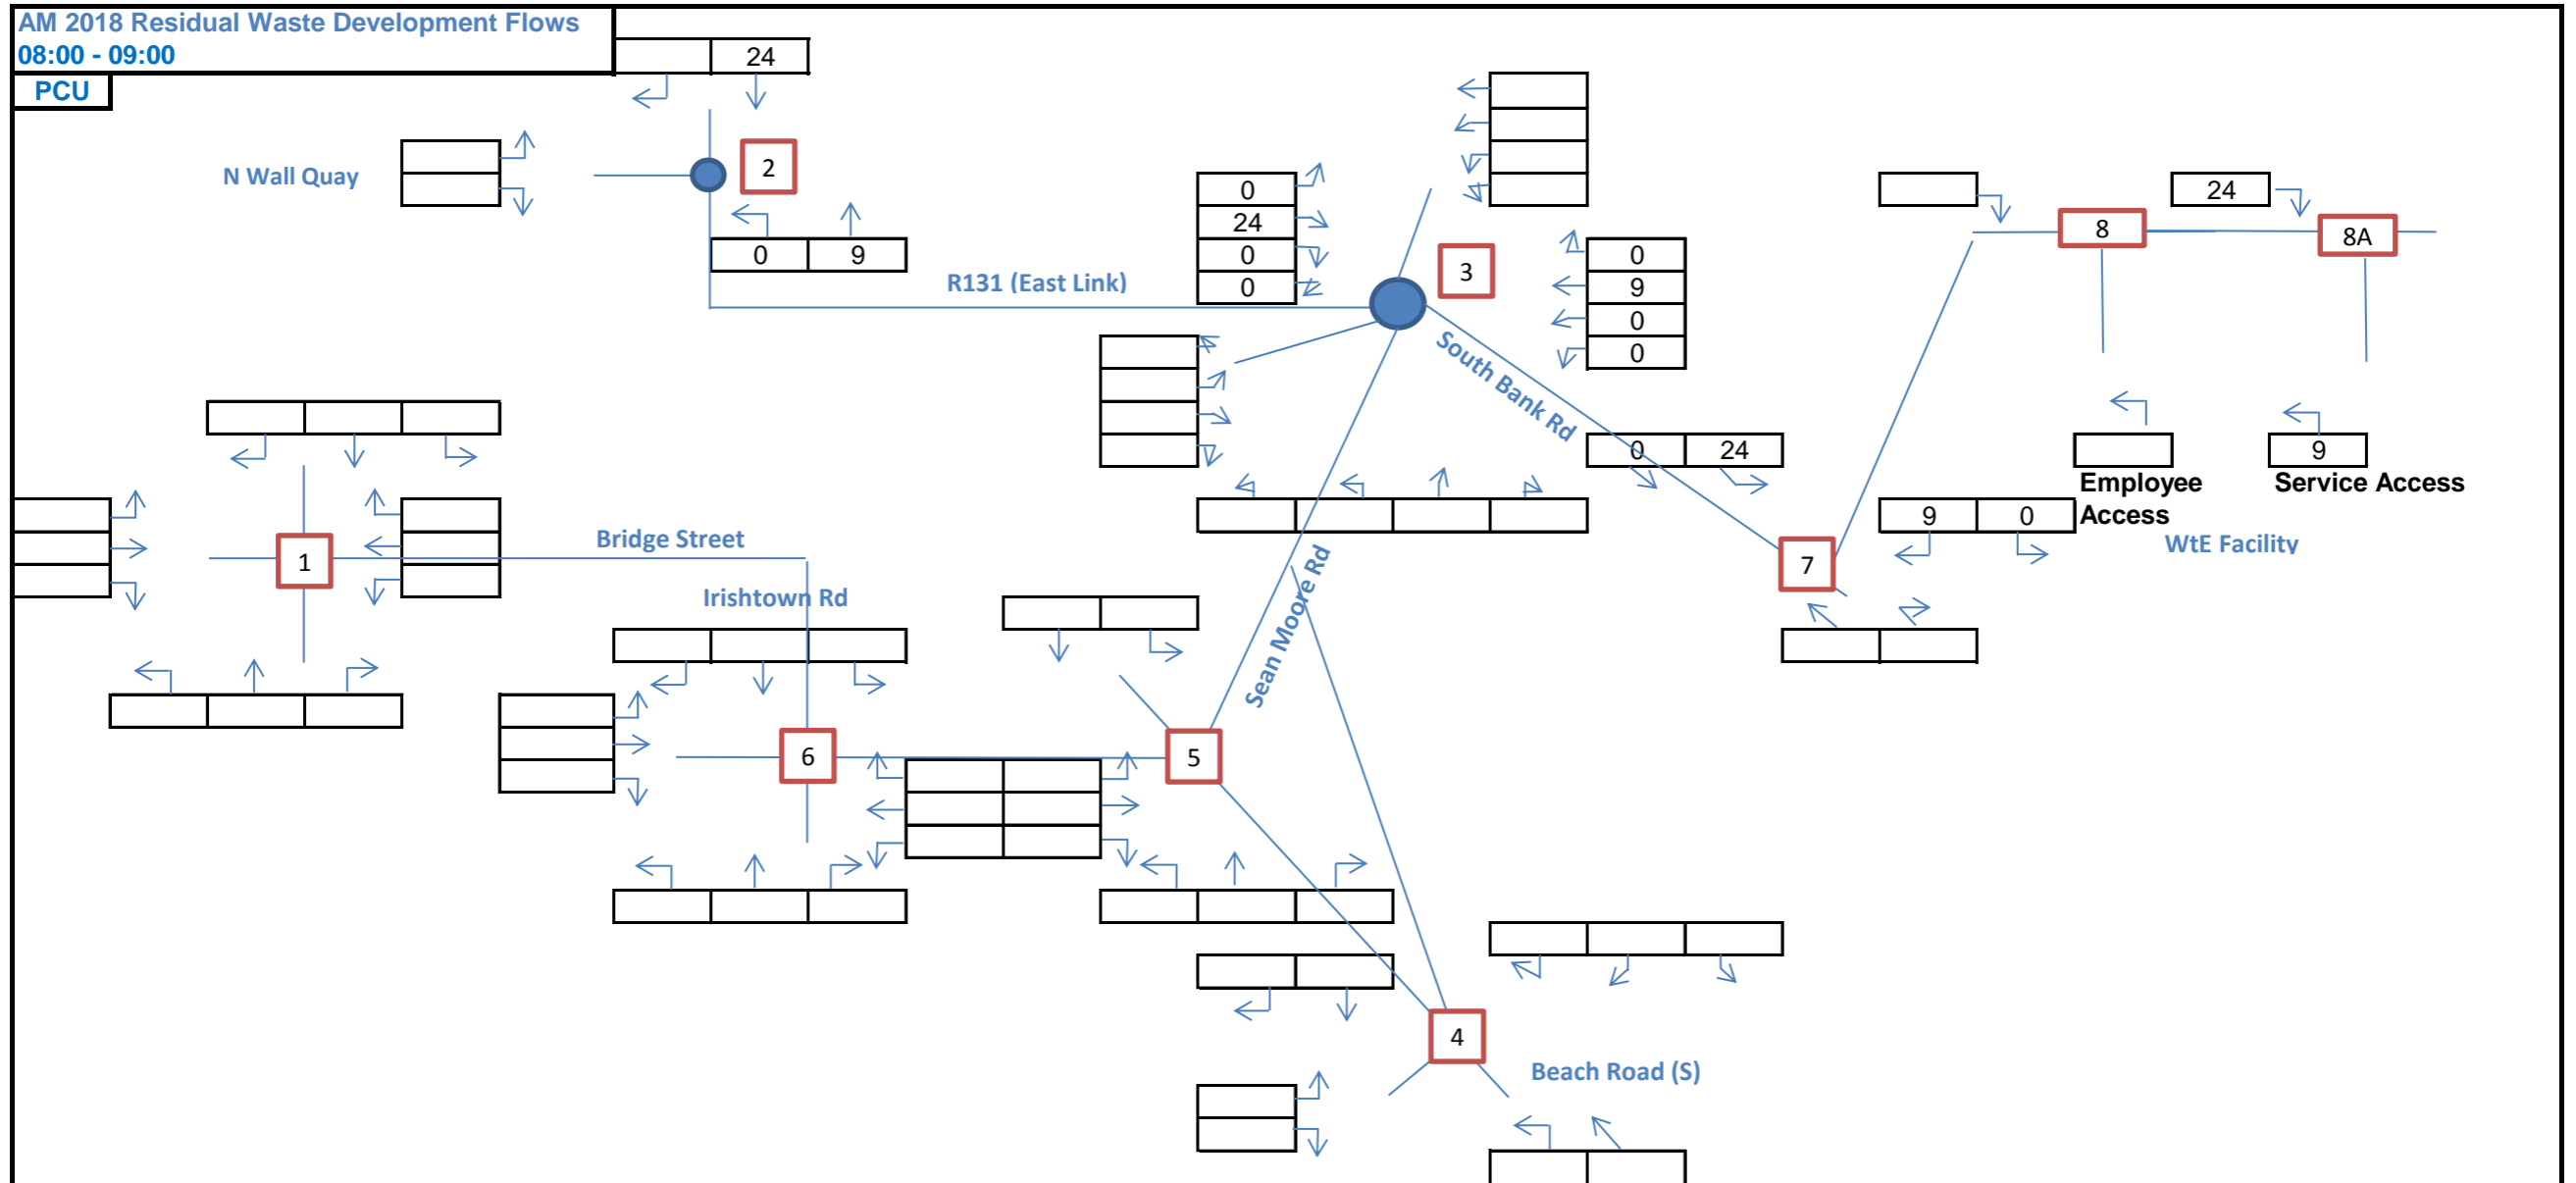 AM 2018 Residual Waste Development Flows
08:00 - 09:00
PCU
24
N Wall Quay
2
0 9
R131 (East Link)
0
24
0
0
3
0
9
0
0
South Bank Rd
24
8
8A
0 24
9
Employee
Access
Service Access
9 0
WtE Facility
7
1
Bridge Street
Irishtown Rd
Sean Moore Rd
6
5
4
Beach Road (S)